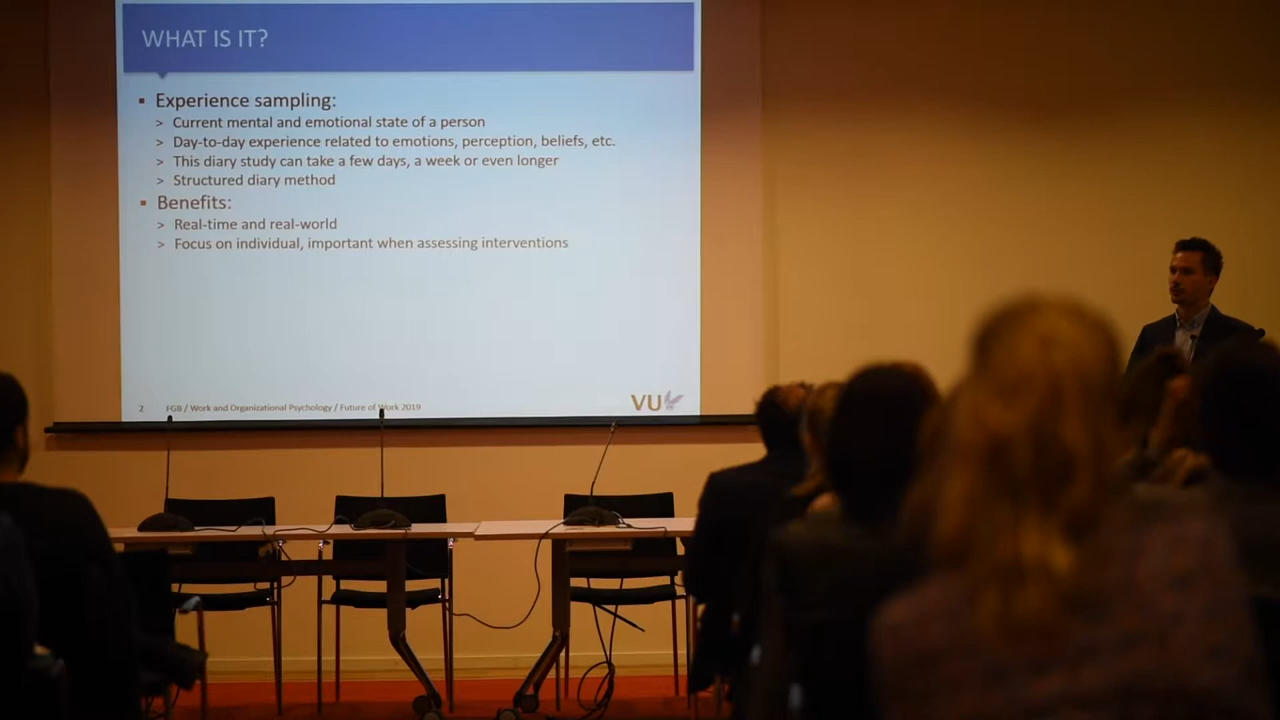 WHAT IS IT?
▪ Experience sampling:
> Current mental and emotional state of a person
> Day-to-day experience related to emotions, perception, beliefs, etc.
> This diary study can take a few days, a week or even longer
> Structured diary method
▪ Benefits:
> Real-time and real-world
> Focus on individual, important when assessing interventions
2 FGB / Work and Organizational Psychology / Future of Work 2019
VU